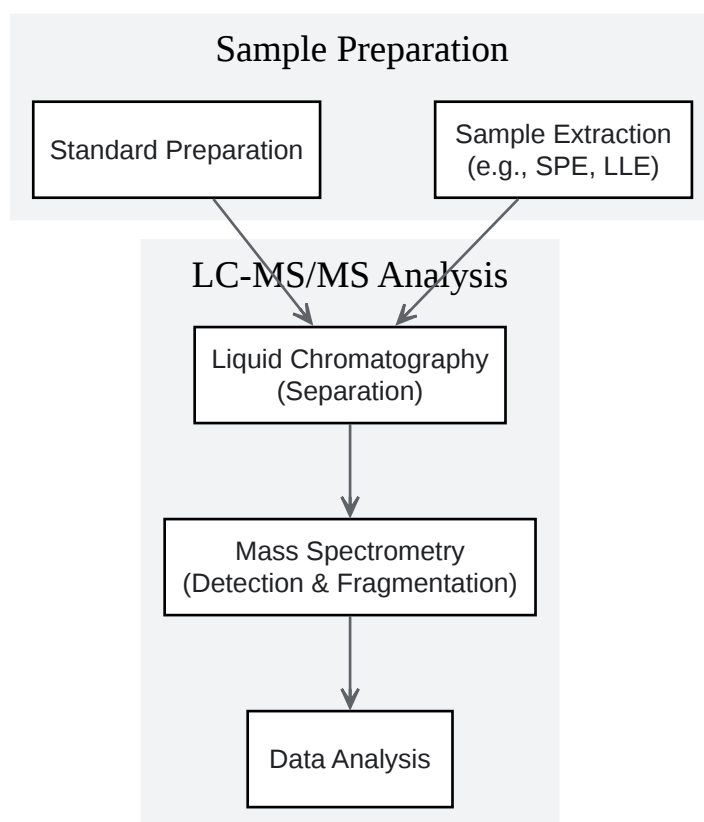 Sample Preparation
Standard Preparation
Sample Extraction
(e.g., SPE, LLE)
LC-MS/MS Analysis
Liquid Chromatography
(Separation)
Mass Spectrometry
(Detection & Fragmentation)
Data Analysis